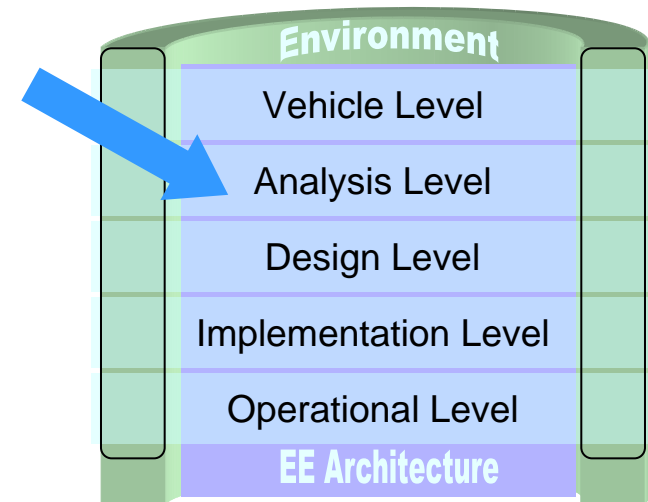 Environment
Vehicle Level
Analysis Level
Design Level
Implementation Level
Operational Level
EE Architecture